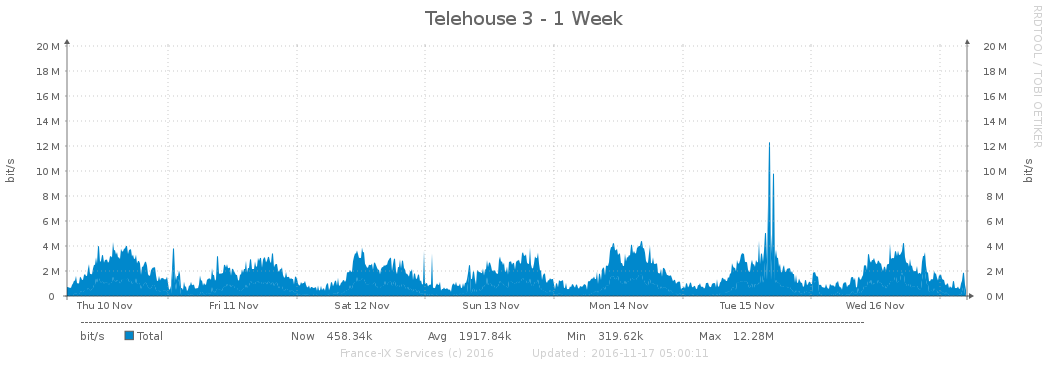 Telehouse 3 - 1 Week
RRDTOOL / TOBI OETIKER
20 M 20 M
18 M 18 M
16 M 16 M
14 M 14 M
12 M 12 M
10 M 10 M
8 M 8 M
6 M 6 M
4 M 4 M
2 M 2 M
0 0 M
bit/s bit/s
Thu 10 Nov Fri 11 Nov Sat 12 Nov Sun 13 Nov Mon 14 Nov Tue 15 Nov Wed 16 Nov
bit/s Total Now 458.34k Avg 1917.84k Min 319.62k Max 12.28M
France-IX Services (c) 2016 Updated : 2016-11-17 05:00:11